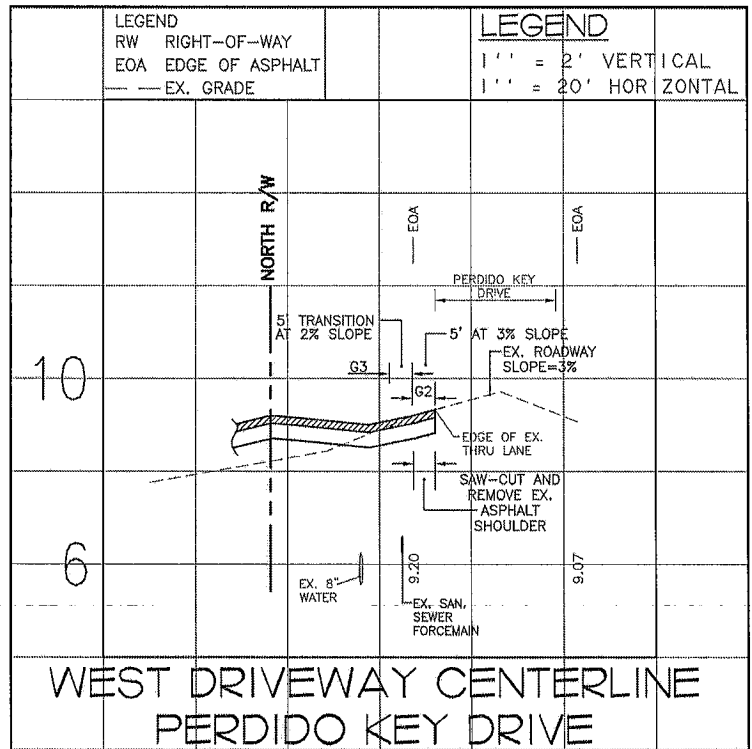 LEGEND
RW RIGHT-OF-WAY
EOA EDGE OF ASPHALT
EX. GRADE
LEGEND
1'' = 2' VERTICAL
1'' = 20' HORIZONTAL
NORTH R/W
EOA
EOA
PERDIDO KEY
DRIVE
5' TRANSITION
AT 2% SLOPE
5' AT 3% SLOPE
EX. ROADWAY
SLOPE=3%
G3
10
G2
EDGE OF EX.
THRU LANE
SAW-CUT AND
REMOVE EX.
ASPHALT
SHOULDER
6
EX. 8"
WATER
9.20
9.07
EX. SAN.
SEWER
FORCEMAIN
WEST DRIVEWAY CENTERLINE
PERDIDO KEY DRIVE